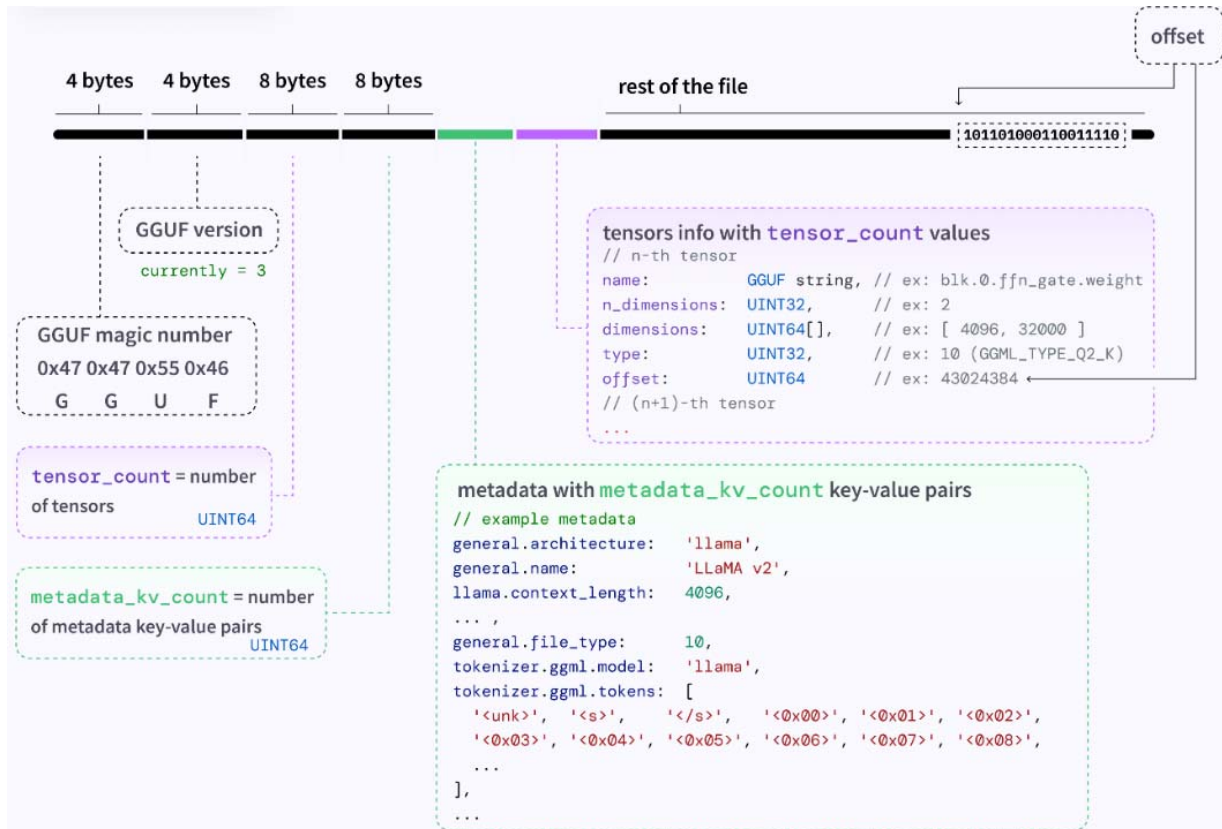 offset
4 bytes 4 bytes 8 bytes 8 bytes
rest of the file
101101000110011110
GGUF version
currently = 3
GGUF magic number
0x47 0x47 0x55 0x46
G G U F
tensor_count = number
of tensors
UINT64
metadata_kv_count = number
of metadata key-value pairs
UINT64
tensors info with tensor_count values
// n-th tensor
name: GGUF string, // ex: blk.0.ffn_gate.weight
n_dimensions: UINT32, // ex: 2
dimensions: UINT64[], // ex: [ 4096, 32000 ]
type: UINT32, // ex: 10 (GGML_TYPE_Q2_K)
offset: UINT64 // ex: 43024384
// (n+1)-th tensor
...
metadata with metadata_kv_count key-value pairs
// example metadata
general.architecture: 'llama',
general.name: 'LLaMA v2',
llama.context_length: 4096,
... ,
general.file_type: 10,
tokenizer.ggml.model: 'llama',
tokenizer.ggml.tokens: [
'<unk>', '<s>', '</s>', '<0x00>', '<0x01>', '<0x02>',
'<0x03>', '<0x04>', '<0x05>', '<0x06>', '<0x07>', '<0x08>',
...
],
...